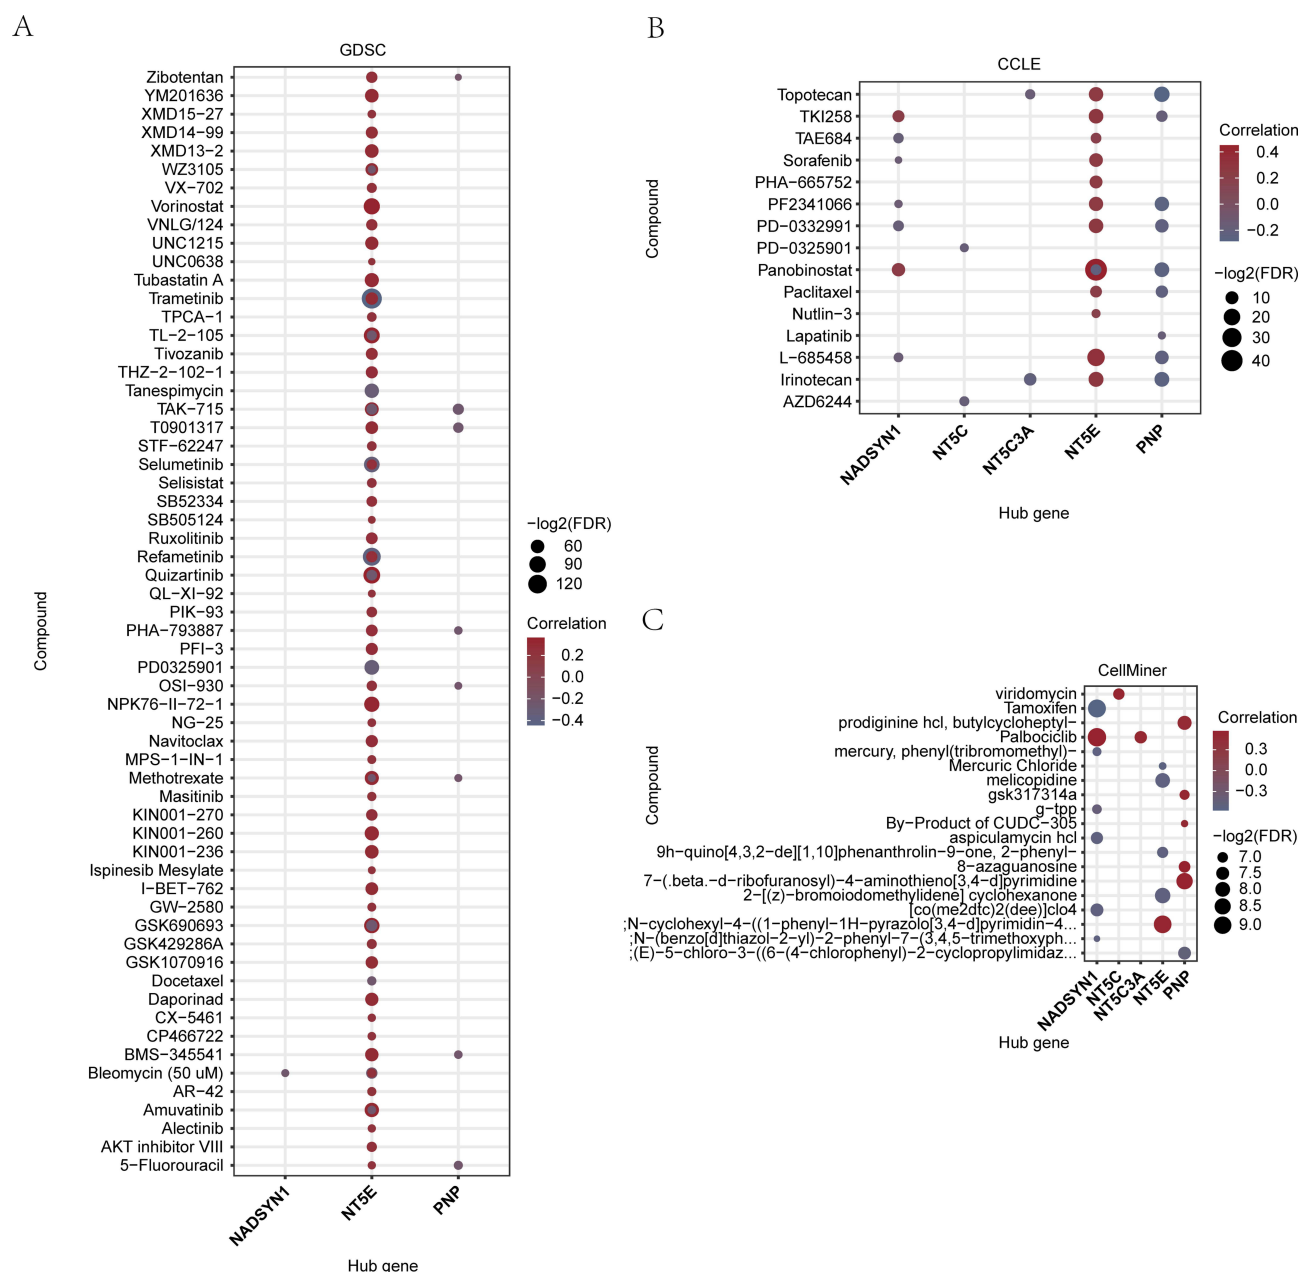 A
GDSC
Compound
Zibotentan
YM201636
XMD15−27
XMD14−99
XMD13−2
WZ3105
VX−702
Vorinostat
VNLG/124
UNC1215
UNC0638
Tubastatin A
Trametinib
TPCA−1
TL−2−105
Tivozanib
THZ−2−102−1
Tanespimycin
TAK−715
T0901317
STF−62247
Selumetinib
Selisistat
SB52334
SB505124
Ruxolitinib
Refametinib
Quizartinib
QL−XI−92
PIK−93
PHA−793887
PFI−3
PD0325901
OSI−930
NPK76−II−72−1
NG−25
Navitoclax
MPS−1−IN−1
Methotrexate
Masitinib
KIN001−270
KIN001−260
KIN001−236
Ispinesib Mesylate
I−BET−762
GW−2580
GSK690693
GSK429286A
GSK1070916
Docetaxel
Daporinad
CX−5461
CP466722
BMS−345541
Bleomycin (50 uM)
AR−42
Amuvatinib
Alectinib
AKT inhibitor VIII
5−Fluorouracil
NADSYN1
NT5E
PNP
Hub gene
−log2(FDR)
60
90
120
Correlation
0.2
0.0
−0.2
−0.4
B
CCLE
Compound
Topotecan
TKI258
TAE684
Sorafenib
PHA−665752
PF2341066
PD−0332991
PD−0325901
Panobinostat
Paclitaxel
Nutlin−3
Lapatinib
L−685458
Irinotecan
AZD6244
NADSYN1
NT5C
NT5C3A
NT5E
PNP
Hub gene
Correlation
0.4
0.2
0.0
−0.2
−log2(FDR)
10
20
30
40
C
CellMiner
Compound
viridomycin
Tamoxifen
prodiginine hcl, butylcycloheptyl−
Palbociclib
mercury, phenyl(tribromomethyl)−
Mercuric Chloride
melicopidine
gsk317314a
g−tpp
By−Product of CUDC−305
aspiculamycin hcl
9h−quino[4,3,2−de][1,10]phenanthrolin−9−one, 2−phenyl−
8−azaguanosine
7−(.beta.−d−ribofuranosyl)−4−aminothieno[3,4−d]pyrimidine
2−[(z)−bromoiodomethylidene] cyclohexanone
[co(me2dtc)2(dee)]clo4
;N−cyclohexyl−4−((1−phenyl−1H−pyrazolo[3,4−d]pyrimidin−4...
;N−(benzo[d]thiazol−2−yl)−2−phenyl−7−(3,4,5−trimethoxyph...
;(E)−5−chloro−3−((6−(4−chlorophenyl)−2−cyclopropylimidaz...
NADSYN1
NT5C
NT5C3A
NT5E
PNP
Hub gene
Correlation
0.3
0.0
−0.3
−log2(FDR)
7.0
7.5
8.0
8.5
9.0